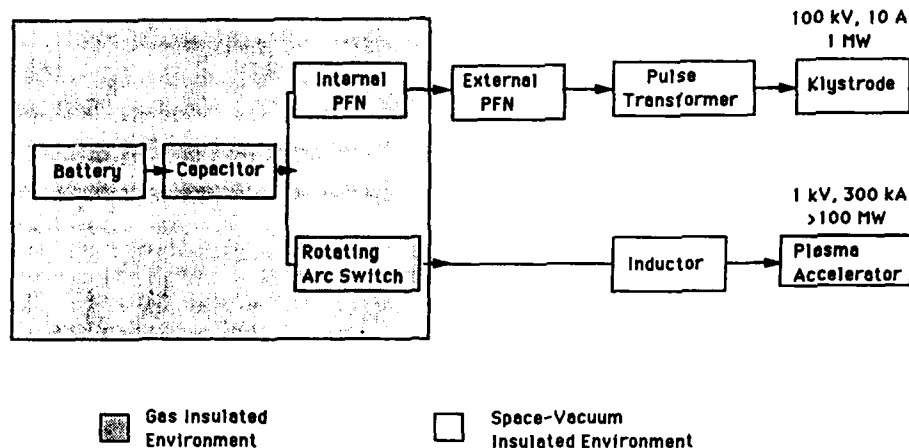 100 kV, 10 A
1 MW
Internal
PFN
External
PFN
Pulse
Transformer
Klystrode
Battery
Capacitor
1 kV, 300 kA
>100 MW
Rotating
Arc Switch
Inductor
Plasma
Accelerator
Gas Insulated
Environment
Space-Vacuum
Insulated Environment